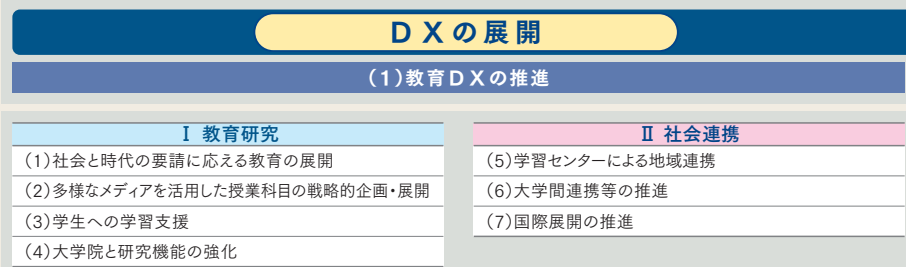 DXの展開
(1)教育DXの推進
Ⅰ 教育研究
(1)社会と時代の要請に応える教育の展開
(2)多様なメディアを活用した授業科目の戦略的企画・展開
(3)学生への学習支援
(4)大学院と研究機能の強化
Ⅱ 社会連携
(5)学習センターによる地域連携
(6)大学間連携等の推進
(7)国際展開の推進